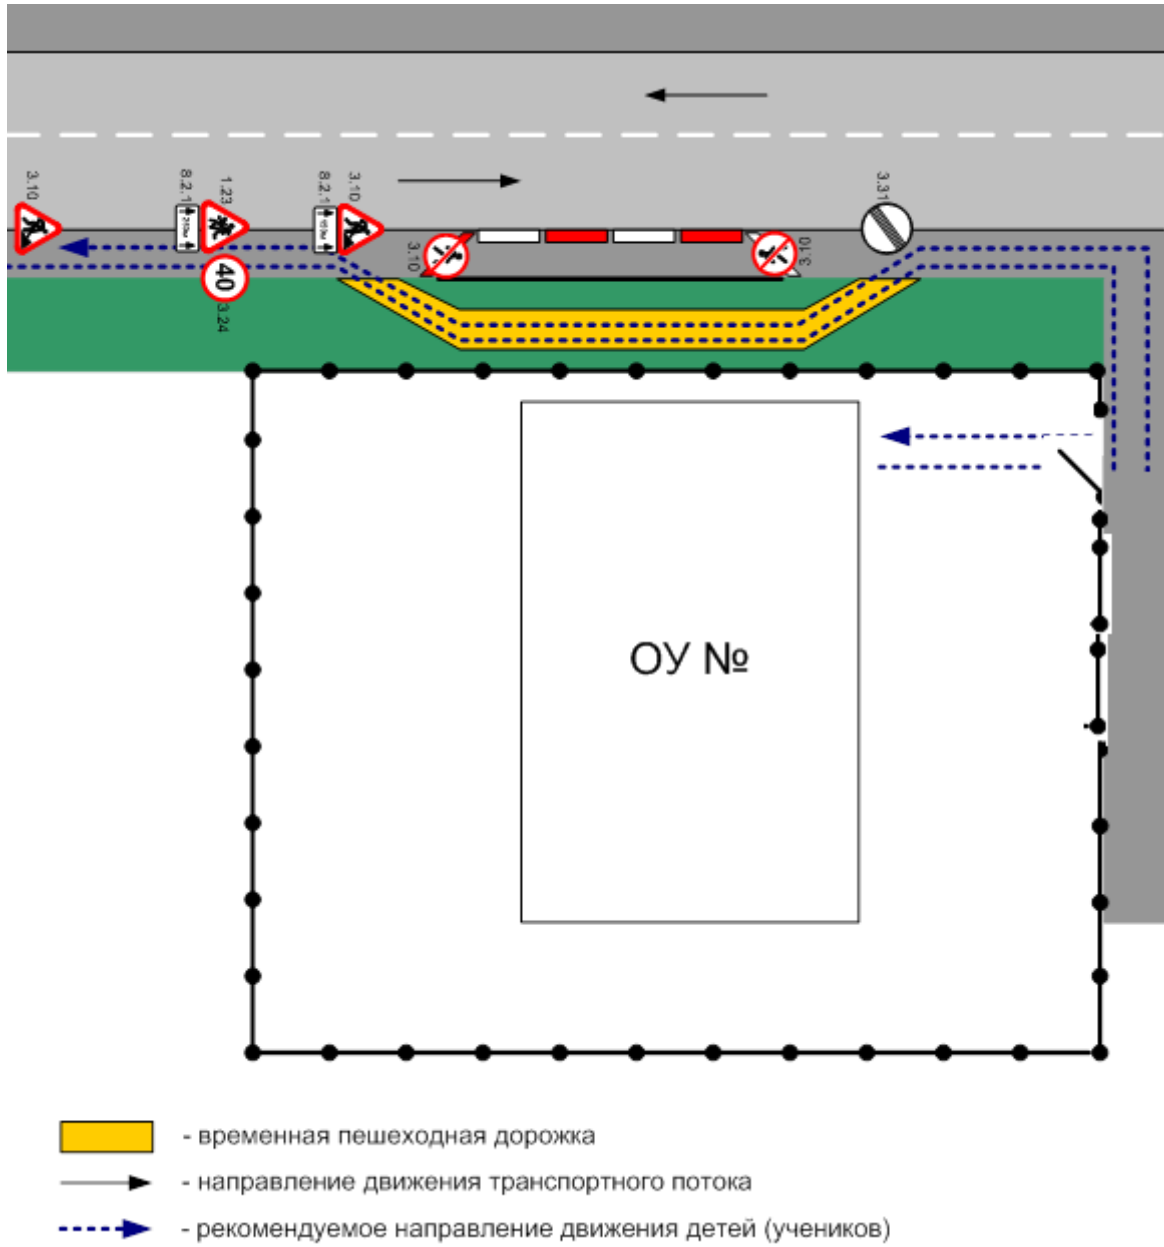 3.10
8.2.1
1.23
8.2.1
3.10
3.31
3.10
3.10
40
3.24
ОУ №
- временная пешеходная дорожка
- направление движения транспортного потока
- рекомендуемое направление движения детей (учеников)